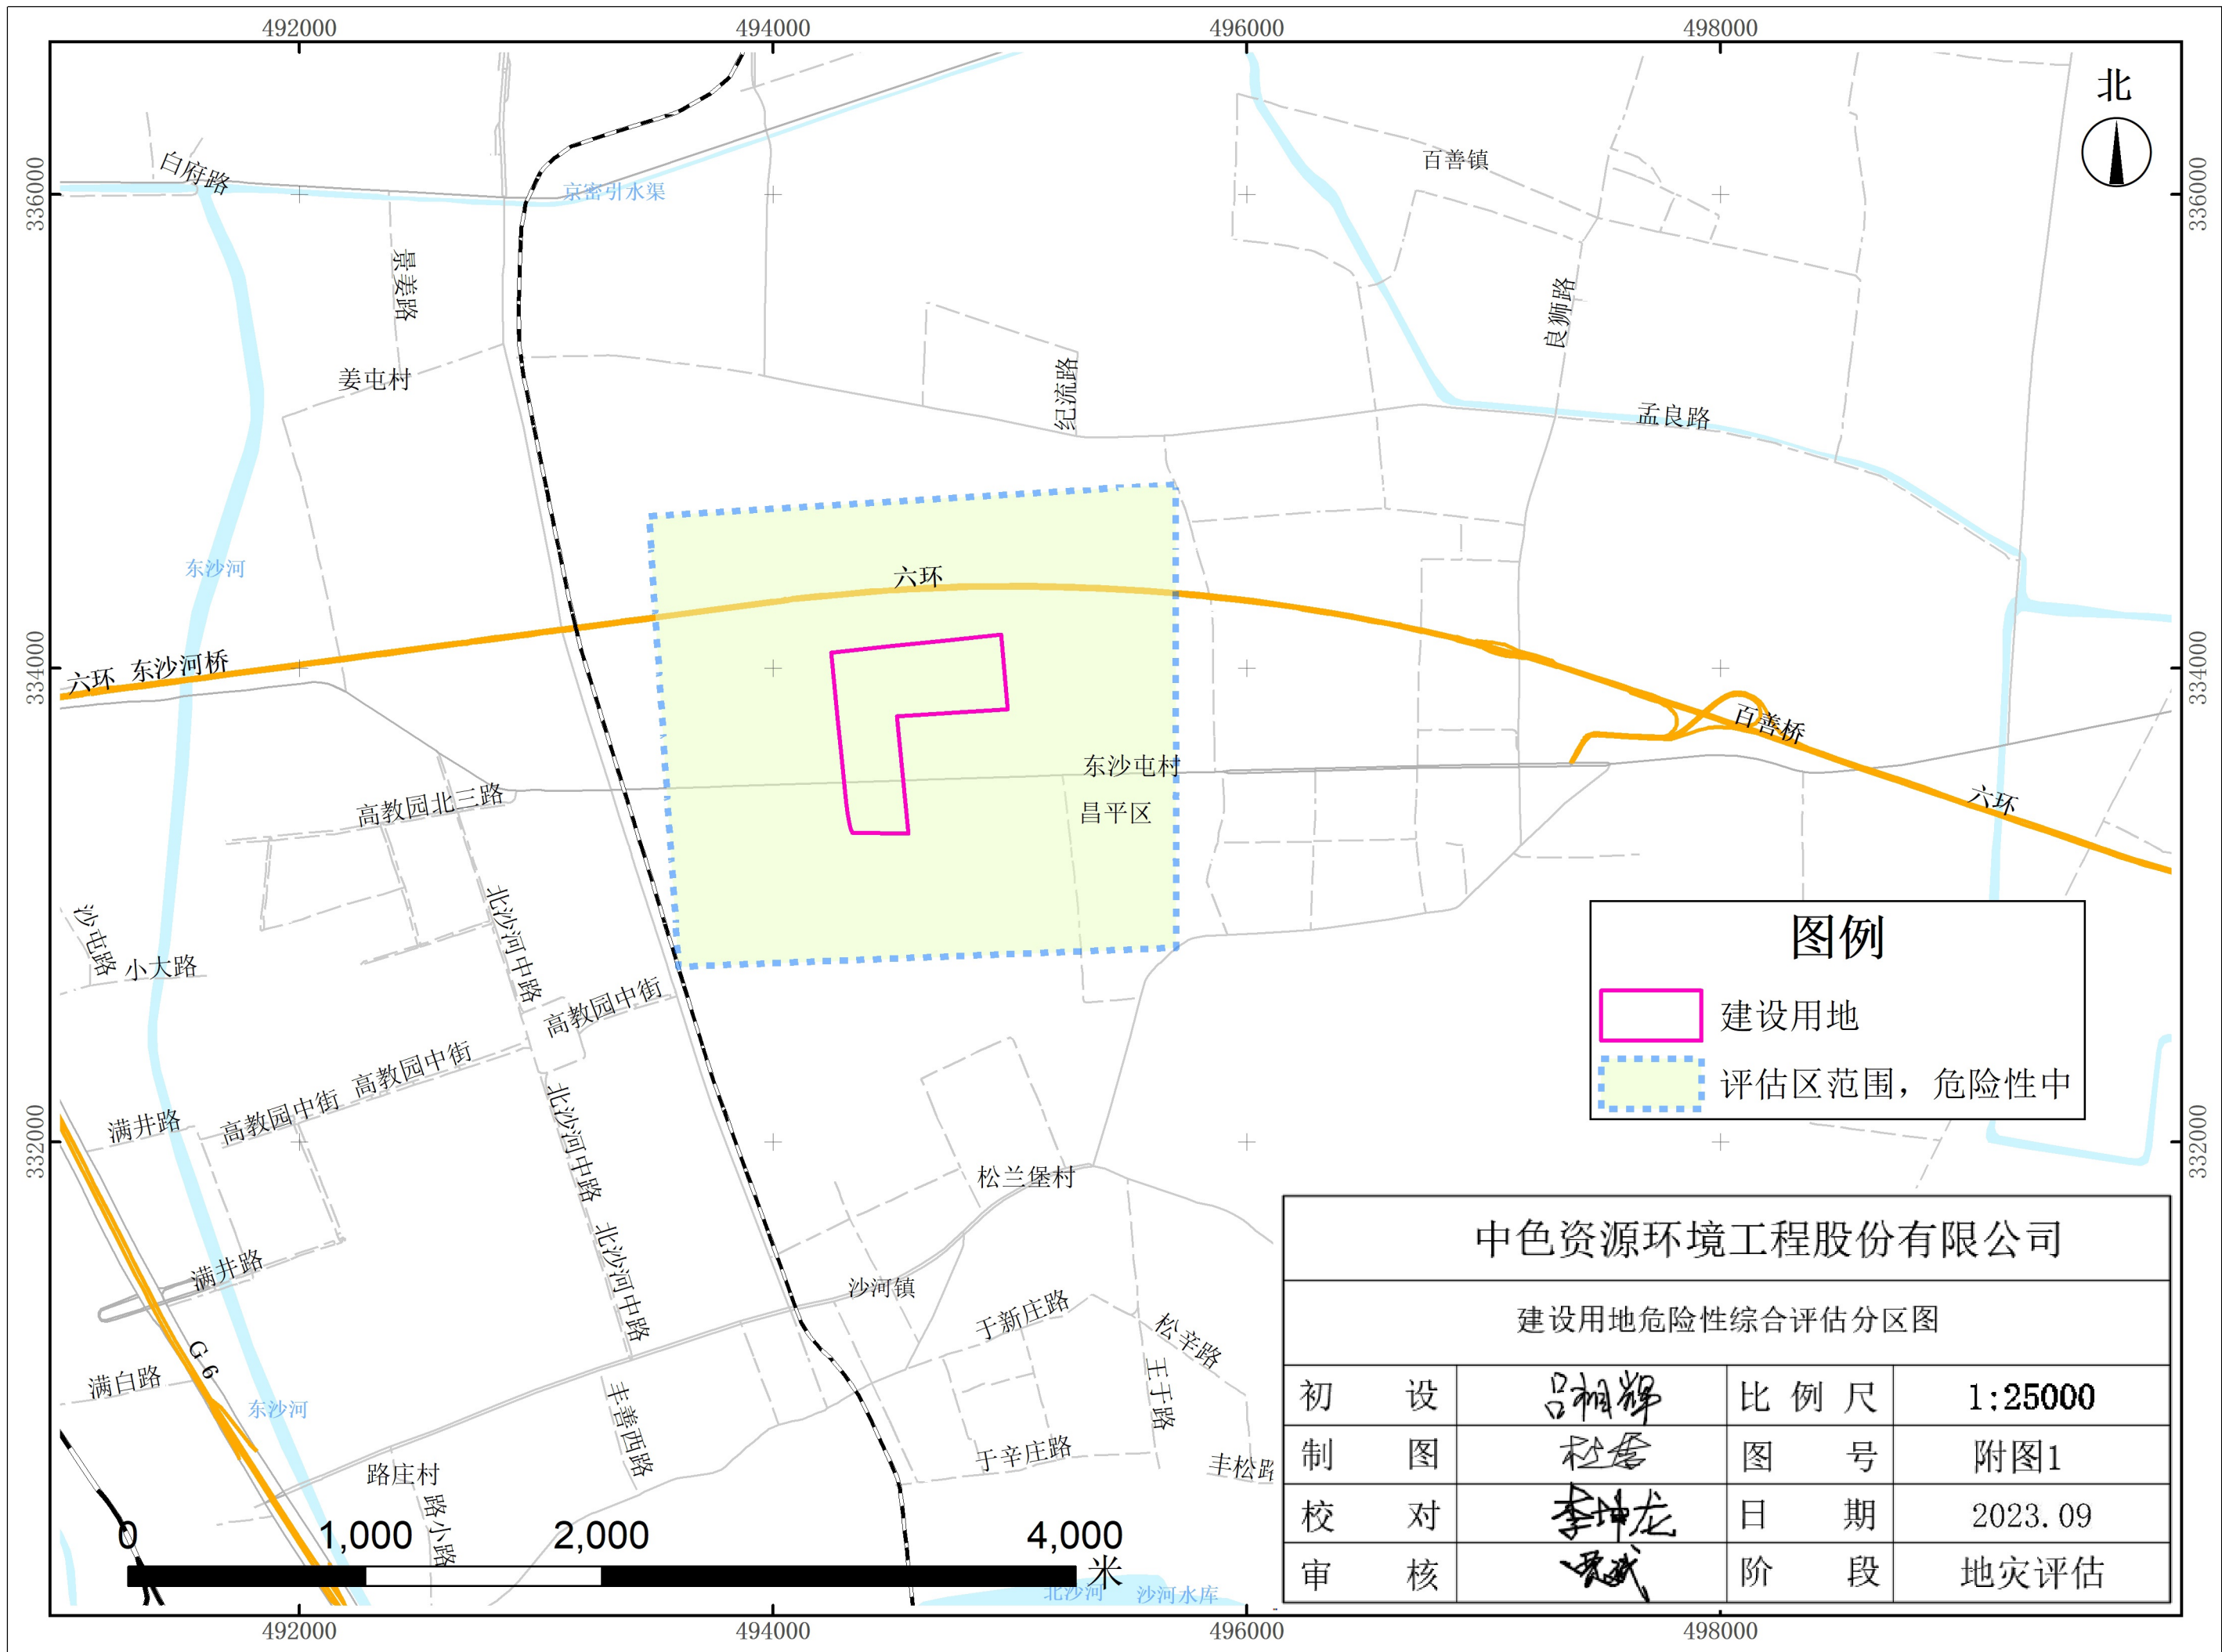 492000
494000
496000
498000
北
336000
336000
白府路
京密引水渠
百善镇
景姜路
良狮路
姜屯村
纪流路
孟良路
东沙河
六环
334000
334000
六环
东沙河桥
百善桥
东沙屯村
六环
昌平区
高教园北三路
北沙河中路
沙屯路
小大路
高教园中街
高教园中街
高教园中街
满井路
北沙河中路
332000
332000
图例
建设用地
评估区范围，危险性中
松兰堡村
北沙河中路
满井路
沙河镇
于新庄路
松辛路
G6
满白路
东沙河
丰善西路
王于路
于辛庄路
丰松路
路庄村
路小路
0
1,000
2,000
4,000
米
北沙河
沙河水库
中色资源环境工程股份有限公司
建设用地危险性综合评估分区图
初 设 吕相辉 比例尺 1:25000
制 图 图 号 附图1
校 对 李坤龙 日 期 2023.09
审 核 阶 段 地灾评估
492000
494000
496000
498000